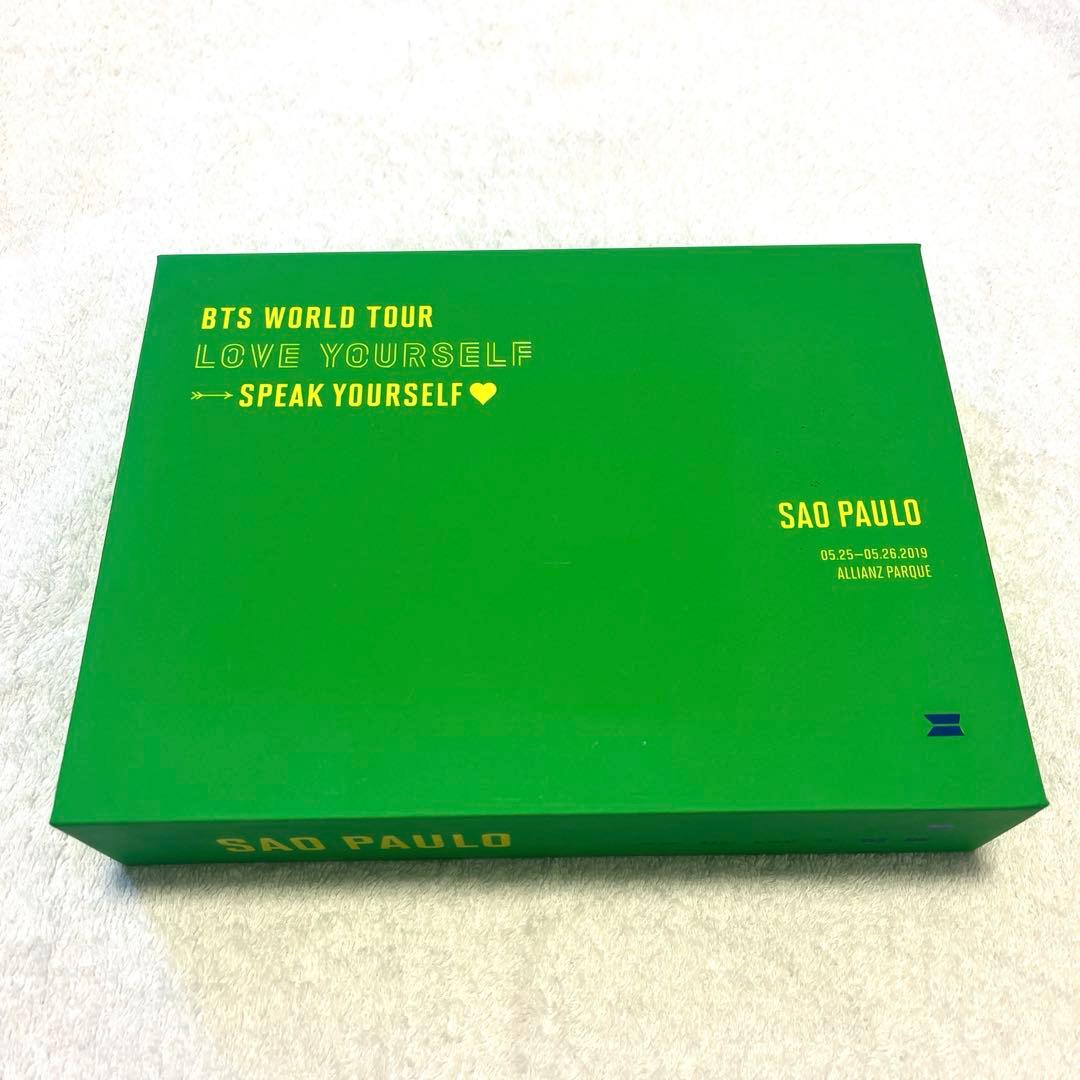 BTS WORLD TOUR
LOVE YOURSELF
SPEAK YOURSELF
SAO PAULO
05.25–05.26.2019
ALLIANZ PARQUE
SAO PAULO